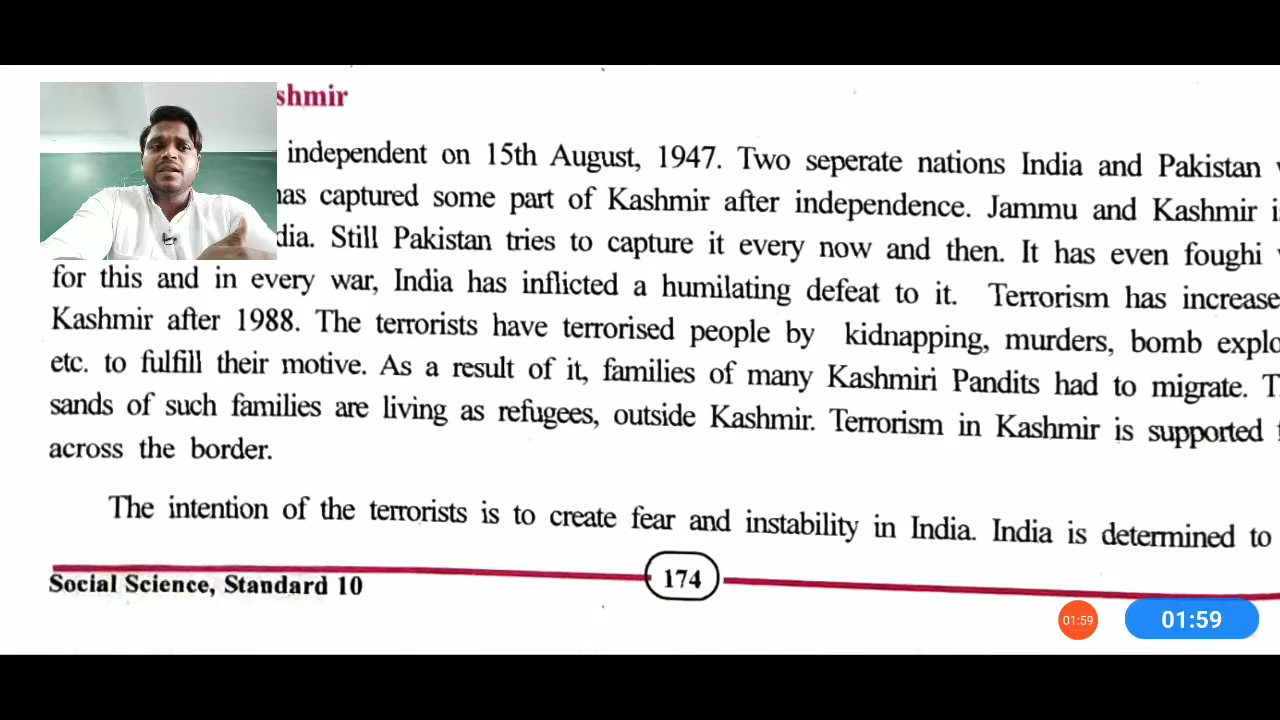 shmir
independent on 15th August, 1947. Two seperate nations India and Pakistan
has captured some part of Kashmir after independence. Jammu and Kashmir
dia. Still Pakistan tries to capture it every now and then. It has even foughi
for this and in every war, India has inflicted a humilating defeat to it. Terrorism has increase
Kashmir after 1988. The terrorists have terrorised people by kidnapping, murders, bomb explo
etc. to fulfill their motive. As a result of it, families of many Kashmiri Pandits had to migrate. T
sands of such families are living as refugees, outside Kashmir. Terrorism in Kashmir is supported
across the border.
The intention of the terrorists is to create fear and instability in India. India is determined to
174
Social Science, Standard 10
01:59
01:59